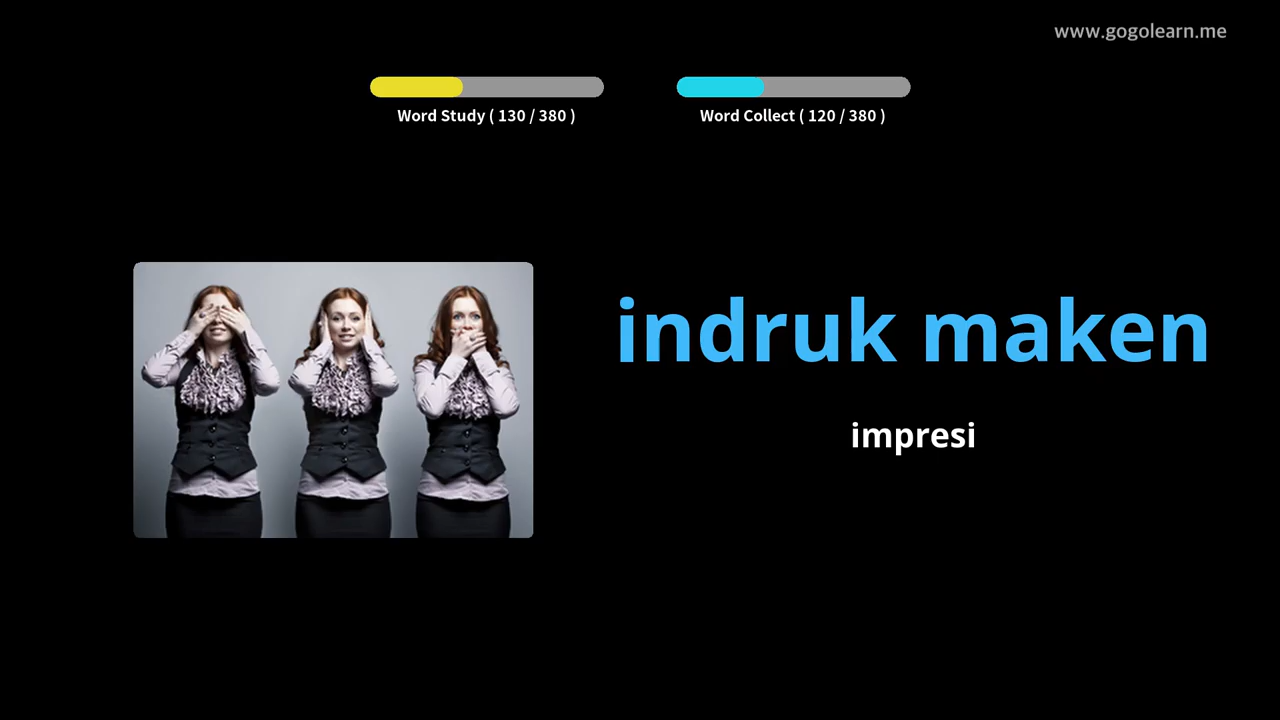 www.gogolearn.me
Word Study ( 130 / 380 )
Word Collect ( 120 / 380 )
indruk maken
impresi